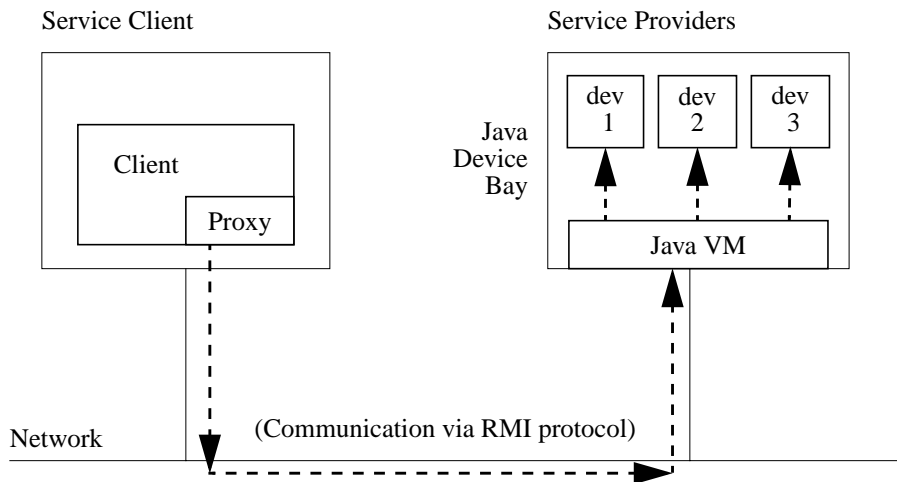 Service Client
Service Providers
dev
1
dev
2
dev
3
Java
Device
Bay
Client
Proxy
Java VM
(Communication via RMI protocol)
Network